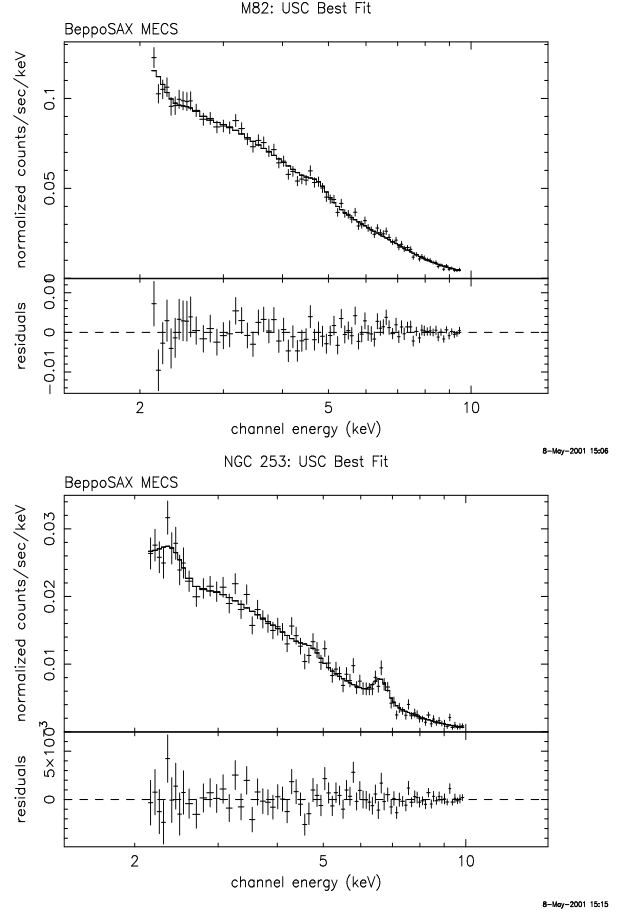 M82: USC Best Fit
BeppoSAX MECS
normalized counts/sec/keV
0.1
0.05
0
residuals
0.01
0
−0.01
2 5 10
channel energy (keV)
8-May-2001 15:06
NGC 253: USC Best Fit
BeppoSAX MECS
normalized counts/sec/keV
0.03
0.02
0.01
residuals
0
2 5 10
channel energy (keV)
8-May-2001 15:15